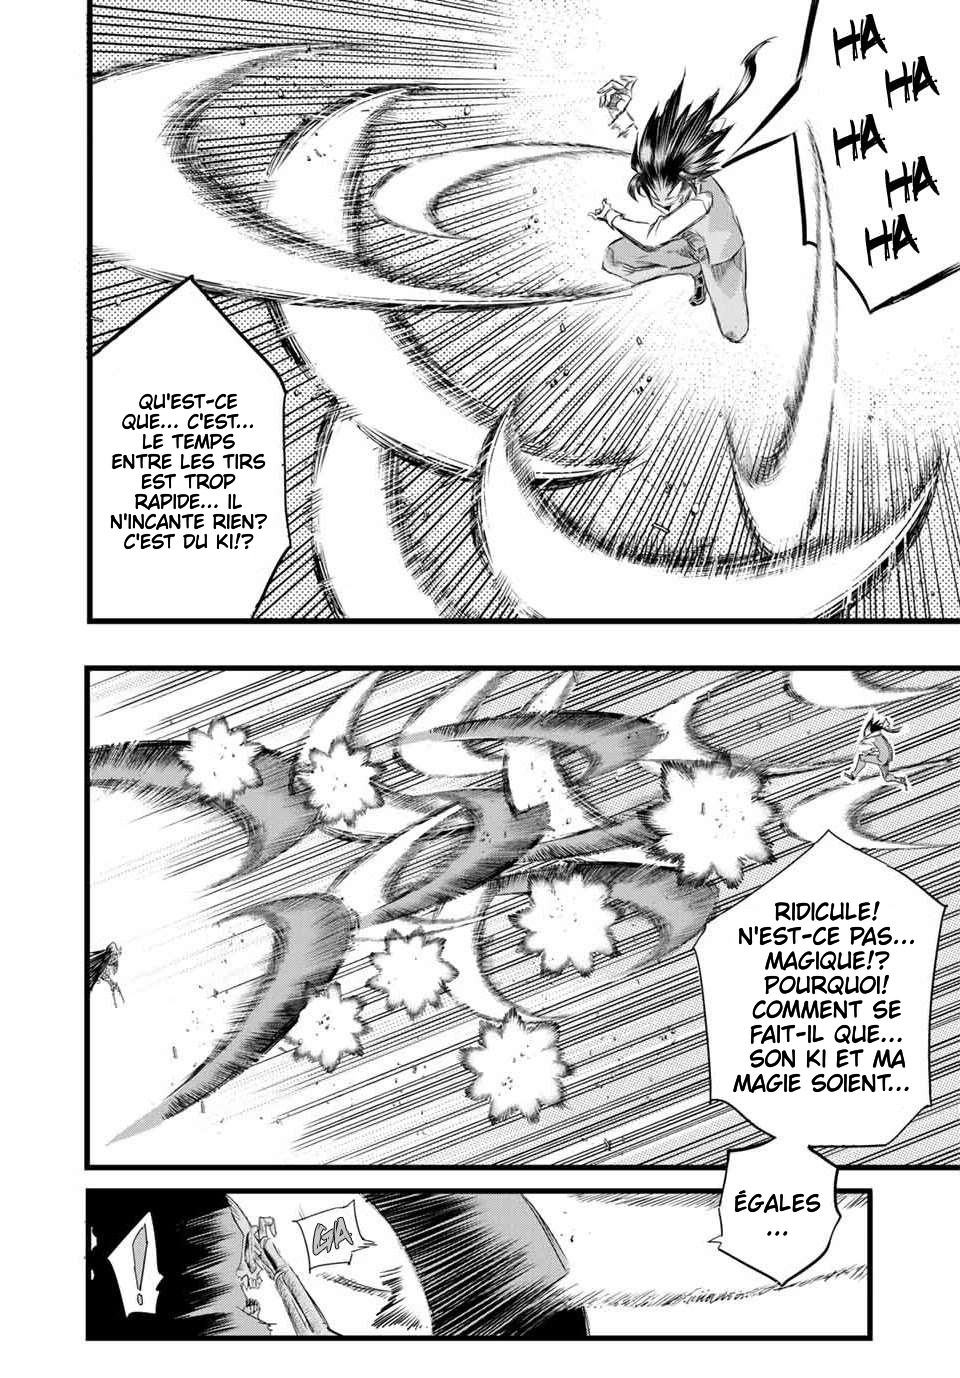 HA
HA
HA
HA
HA
QU'EST-CE
QUE... C'EST...
LE TEMPS
ENTRE LES TIRS
EST TROP
RAPIDE... IL
N'INCANTE RIEN?
C'EST DU KI!?
RIDICULE!
N'EST-CE PAS...
MAGIQUE!?
POURQUOI!
COMMENT SE
FAIT-IL QUE...
SON KI ET MA
MAGIE SOIENT...
ÉGALES
...
GA
!